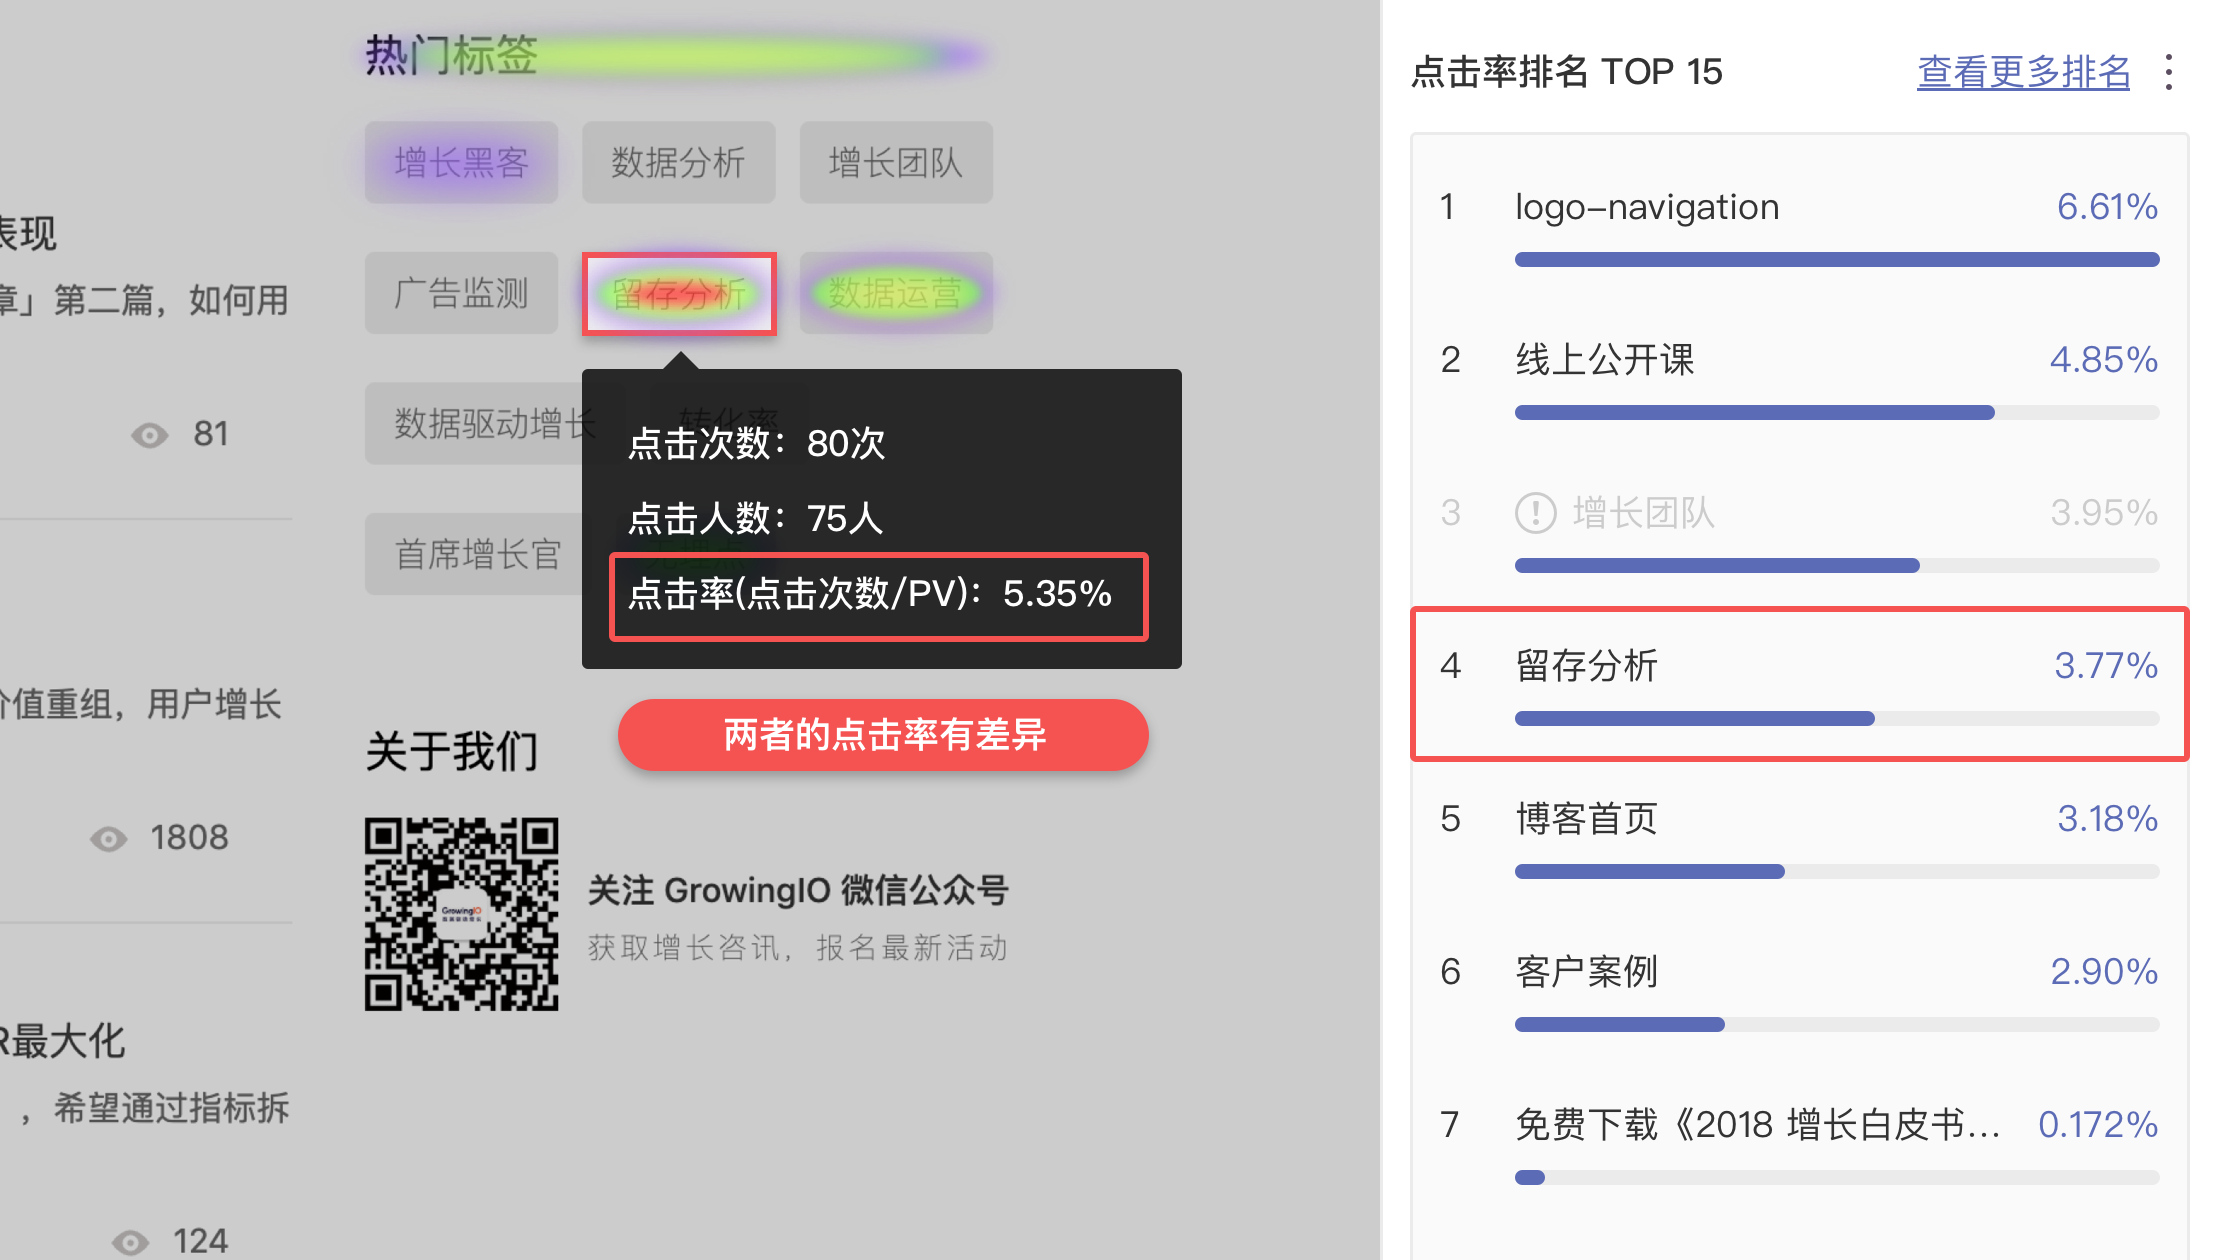 热门标签
增长黑客
数据分析
增长团队
广告监测
留存分析
数据运营
数据驱动增长
转化率
首席增长官
点击次数：80次
点击人数：75人
点击率(点击次数/PV)：5.35%
两者的点击率有差异
表现
章」第二篇，如何用
81
价值重组，用户增长
1808
R最大化
，希望通过指标拆
124
关于我们
GrowingIO
关注 GrowingIO 微信公众号
获取增长咨讯，报名最新活动
点击率排名 TOP 15
查看更多排名
1 logo-navigation 6.61%
2 线上公开课 4.85%
3 增长团队 3.95%
4 留存分析 3.77%
5 博客首页 3.18%
6 客户案例 2.90%
7 免费下载《2018 增长白皮书... 0.172%